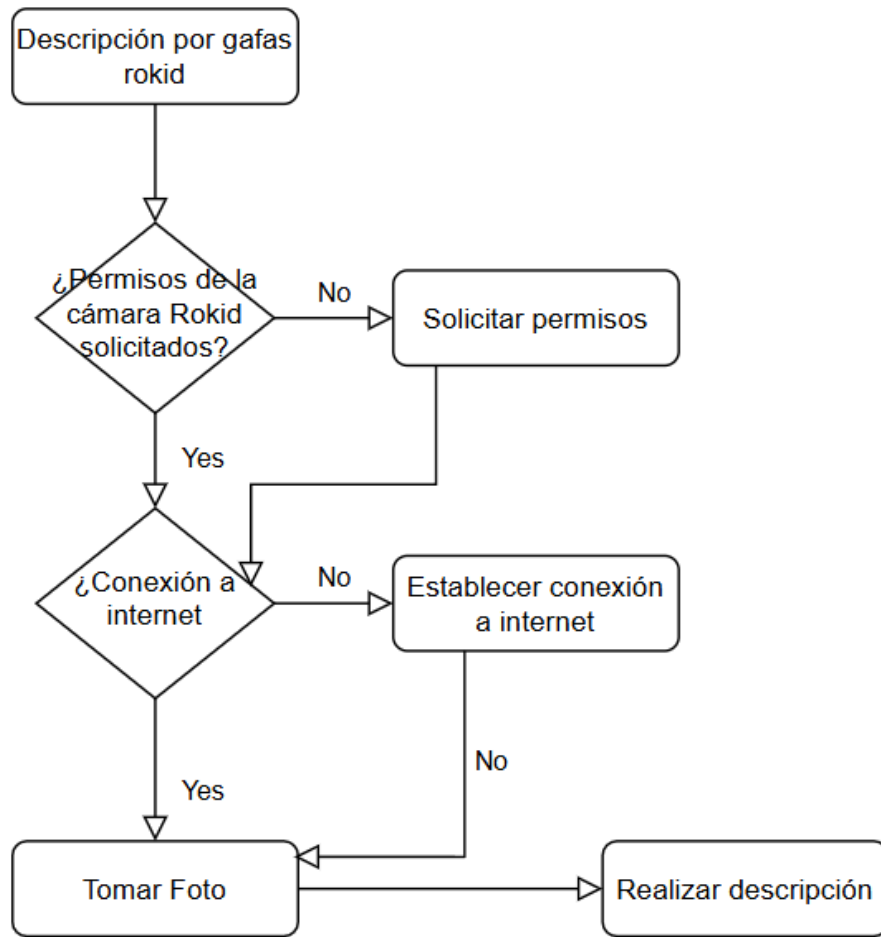 Descripción por gafas
rokid
¿Permisos de la
cámara Rokid
solicitados?
No
Solicitar permisos
Yes
¿Conexión a
internet
No
Establecer conexión
a internet
No
Yes
Tomar Foto
Realizar descripción